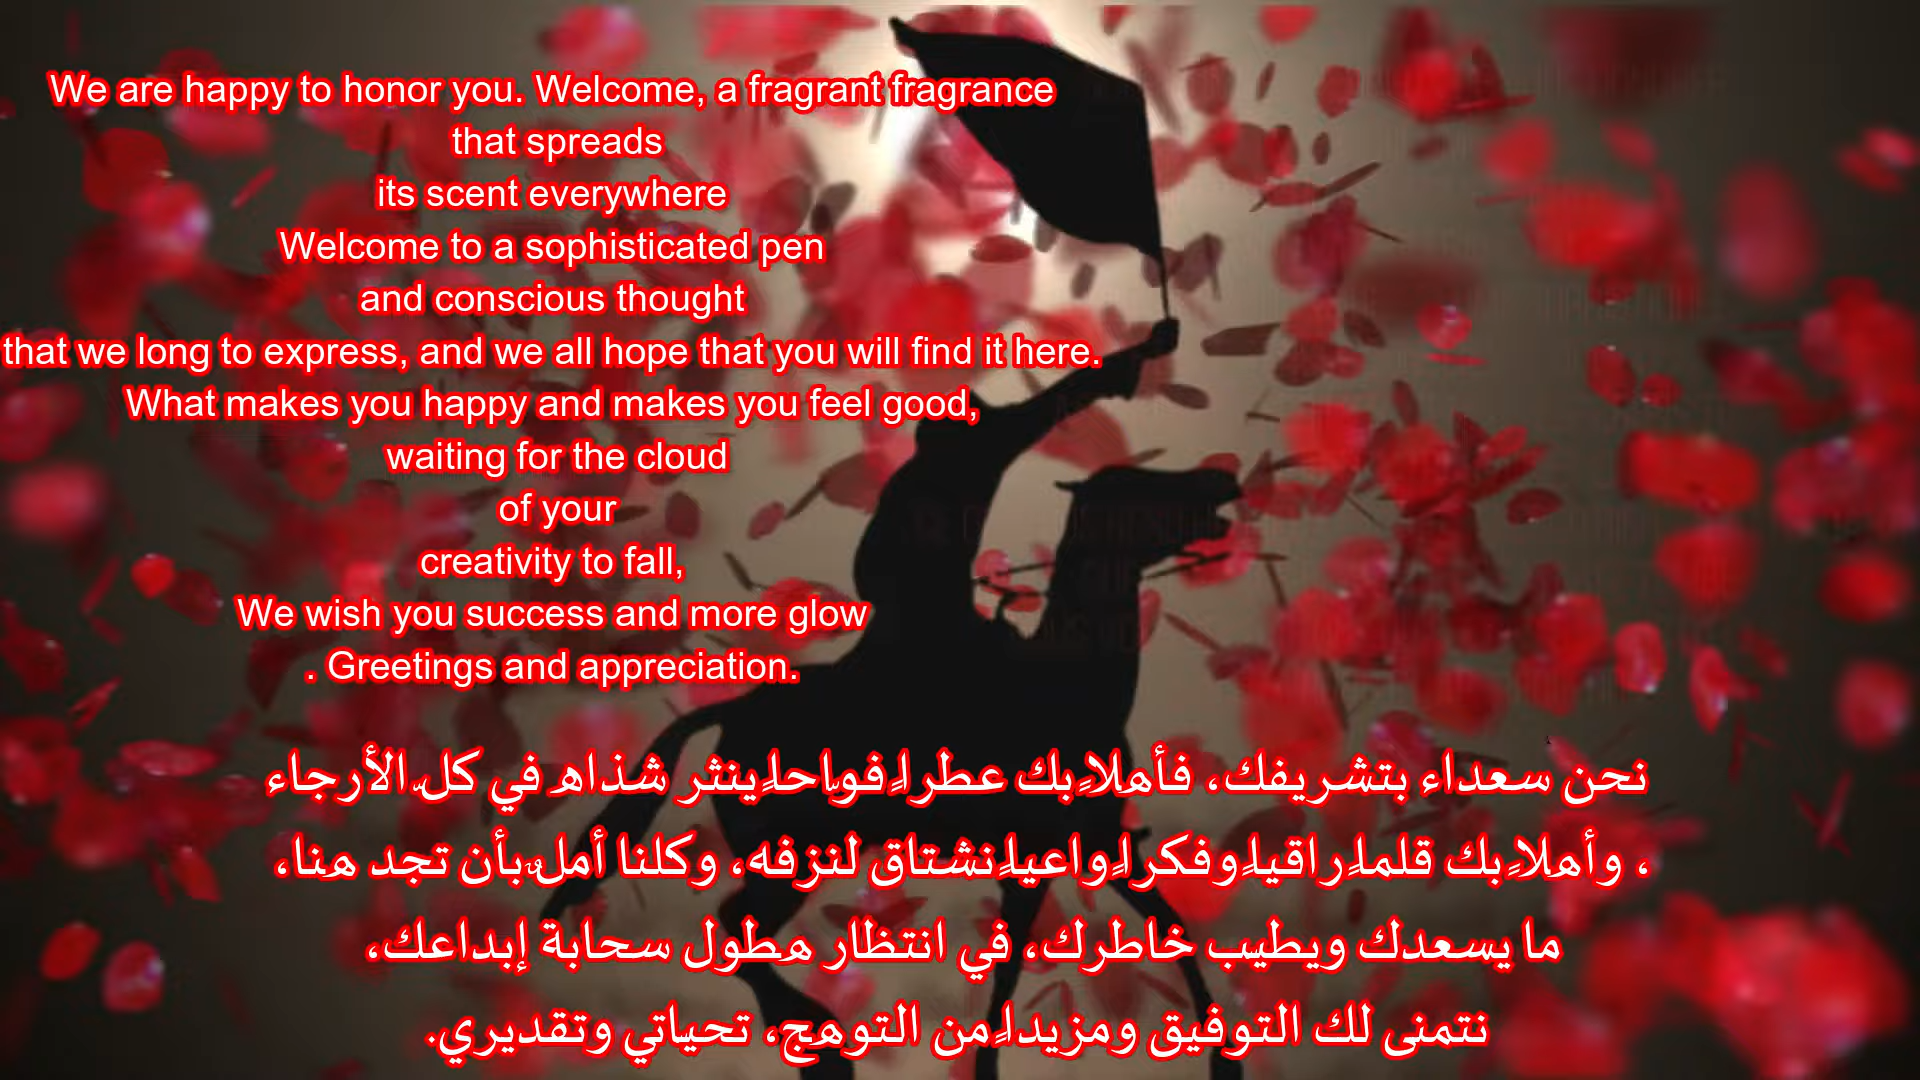 We are happy to honor you. Welcome, a fragrant fragrance
that spreads
its scent everywhere
Welcome to a sophisticated pen
and conscious thought
that we long to express, and we all hope that you will find it here.
What makes you happy and makes you feel good,
waiting for the cloud
of your
creativity to fall,
We wish you success and more glow
. Greetings and appreciation.
نحن سعداء بتشريفك، فأهلاً بك عطراً فواحاً ينثر شذاه في كل الأرجاء
، وأهلاً بك قلماً راقياً وفكراً واعياً نشتاق لنزفه، وكلنا أملٌ بأن تجد هنا،
ما يسعدك ويطيب خاطرك، في انتظار هطول سحابة إبداعك،
نتمنى لك التوفيق ومزيداً من التوهج، تحياتي وتقديري.